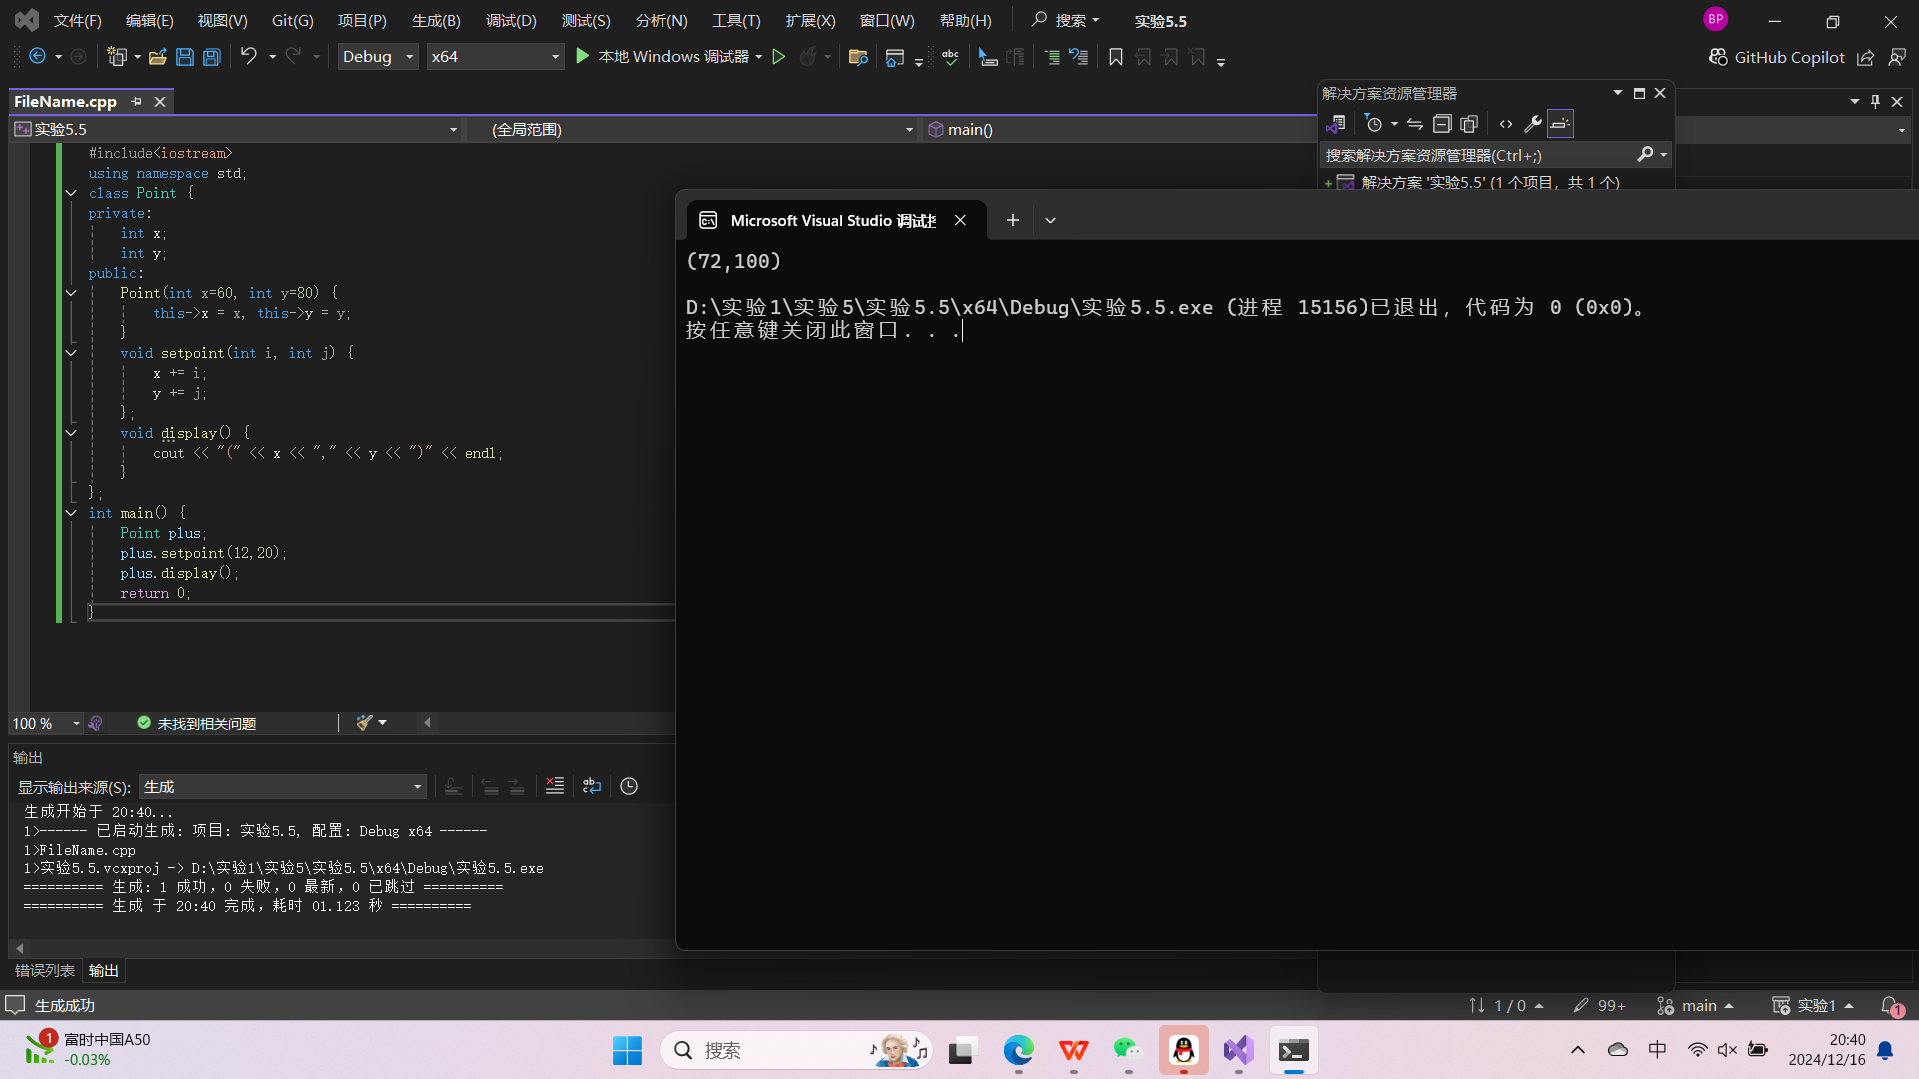 文件(F) 编辑(E) 视图(V) Git(G) 项目(P) 生成(B) 调试(D) 测试(S) 分析(N) 工具(T) 扩展(X) 窗口(W) 帮助(H) 搜索 实验5.5 BP
Debug x64 本地 Windows 调试器 abc GitHub Copilot
FileName.cpp
解决方案资源管理器
实验5.5 (全局范围) main()
搜索解决方案资源管理器(Ctrl+;)
解决方案 '实验5.5' (1 个项目，共 1 个)
#include<iostream>
using namespace std;
class Point {
private:
int x;
int y;
public:
Point(int x=60, int y=80) {
this->x = x, this->y = y;
}
void setpoint(int i, int j) {
x += i;
y += j;
};
void display() {
cout << "(" << x << "," << y << ")" << endl;
}
};
int main() {
Point plus;
plus.setpoint(12,20);
plus.display();
return 0;
}
Microsoft Visual Studio 调试
(72,100)
D:\实验1\实验5\实验5.5\x64\Debug\实验5.5.exe (进程 15156)已退出，代码为 0 (0x0)。
按任意键关闭此窗口. . .
100 % 未找到相关问题
输出
显示输出来源(S): 生成
生成开始于 20:40...
1>------ 已启动生成: 项目: 实验5.5, 配置: Debug x64 ------
1>FileName.cpp
1>实验5.5.vcxproj -> D:\实验1\实验5\实验5.5\x64\Debug\实验5.5.exe
========== 生成: 1 成功，0 失败，0 最新，0 已跳过 ==========
========== 生成 于 20:40 完成，耗时 01.123 秒 ==========
错误列表 输出
生成成功 1 / 0 99+ main 实验1 1
1 富时中国A50
-0.03%
搜索
中
20:40
2024/12/16